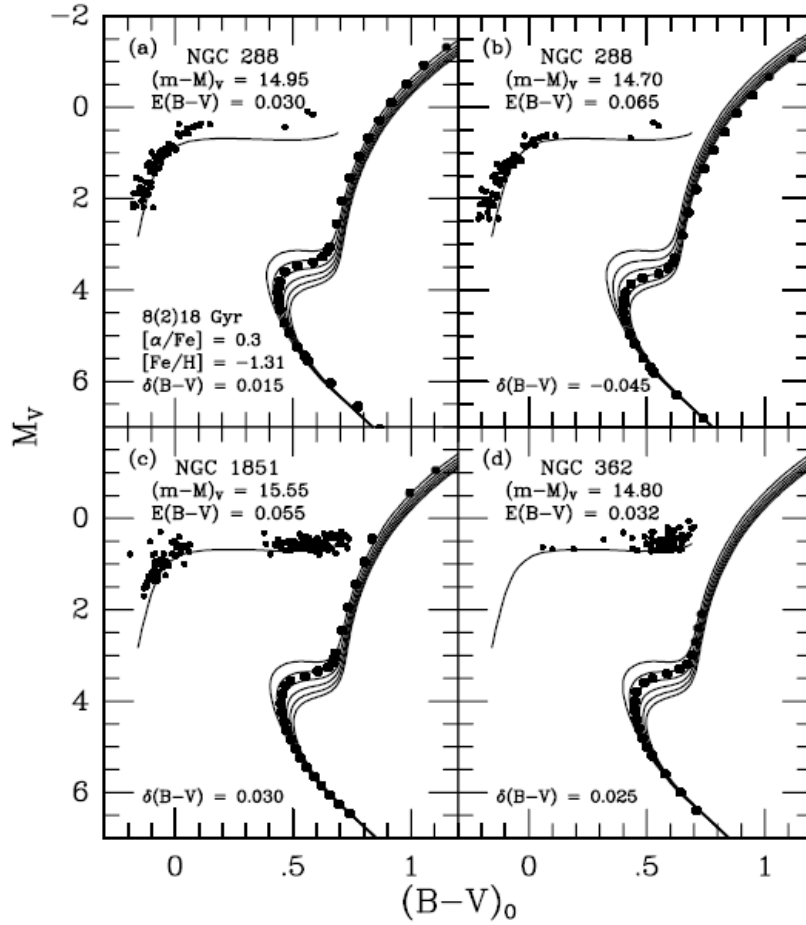 (a)
NGC 288
(m−M)v = 14.95
E(B−V) = 0.030
8(2)18 Gyr
[α/Fe] = 0.3
[Fe/H] = −1.31
δ(B−V) = 0.015
(b)
NGC 288
(m−M)v = 14.70
E(B−V) = 0.065
δ(B−V) = −0.045
(c)
NGC 1851
(m−M)v = 15.55
E(B−V) = 0.055
δ(B−V) = 0.030
(d)
NGC 362
(m−M)v = 14.80
E(B−V) = 0.032
δ(B−V) = 0.025
−2
0
2
4
6
0
2
4
6
Mv
0 .5 1 0 .5 1
(B−V)0